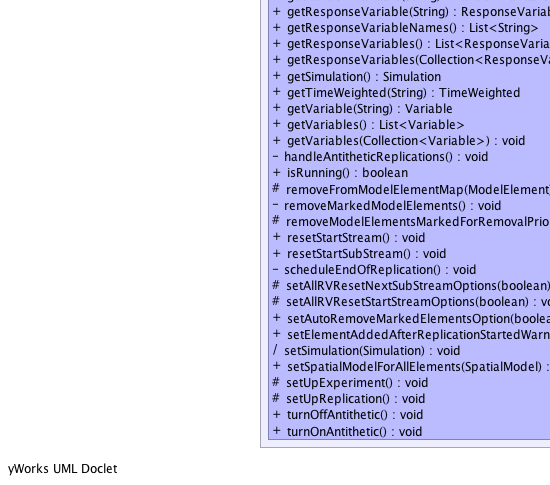 + getResponseVariable(String) : ResponseVariab
+ getResponseVariableNames() : List<String>
+ getResponseVariables() : List<ResponseVaria
+ getResponseVariables(Collection<ResponseVa
+ getSimulation() : Simulation
+ getTimeWeighted(String) : TimeWeighted
+ getVariable(String) : Variable
+ getVariables() : List<Variable>
+ getVariables(Collection<Variable>) : void
- handleAntitheticReplications() : void
+ isRunning() : boolean
# removeFromModelElementMap(ModelElement)
- removeMarkedModelElements() : void
# removeModelElementsMarkedForRemovalPrio
+ resetStartStream() : void
+ resetStartSubStream() : void
- scheduleEndOfReplication() : void
# setAllRVResetNextSubStreamOptions(boolean)
# setAllRVResetStartStreamOptions(boolean) : vo
+ setAutoRemoveMarkedElementsOption(boolea
+ setElementAddedAfterReplicationStartedWarn
/ setSimulation(Simulation) : void
+ setSpatialModelForAllElements(SpatialModel) :
# setUpExperiment() : void
# setUpReplication() : void
+ turnOffAntithetic() : void
+ turnOnAntithetic() : void
yWorks UML Doclet